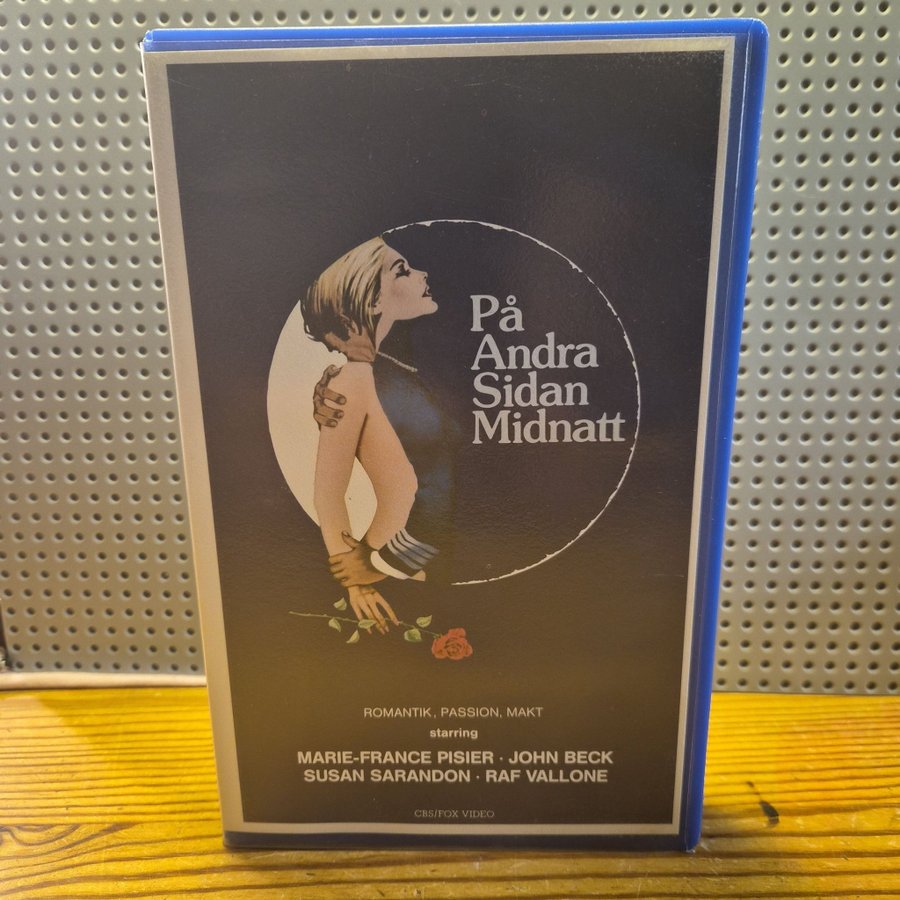 På
Andra
Sidan
Midnatt
ROMANTIK, PASSION, MAKT
starring
MARIE-FRANCE PISIER · JOHN BECK
SUSAN SARANDON · RAF VALLONE
CBS/FOX VIDEO